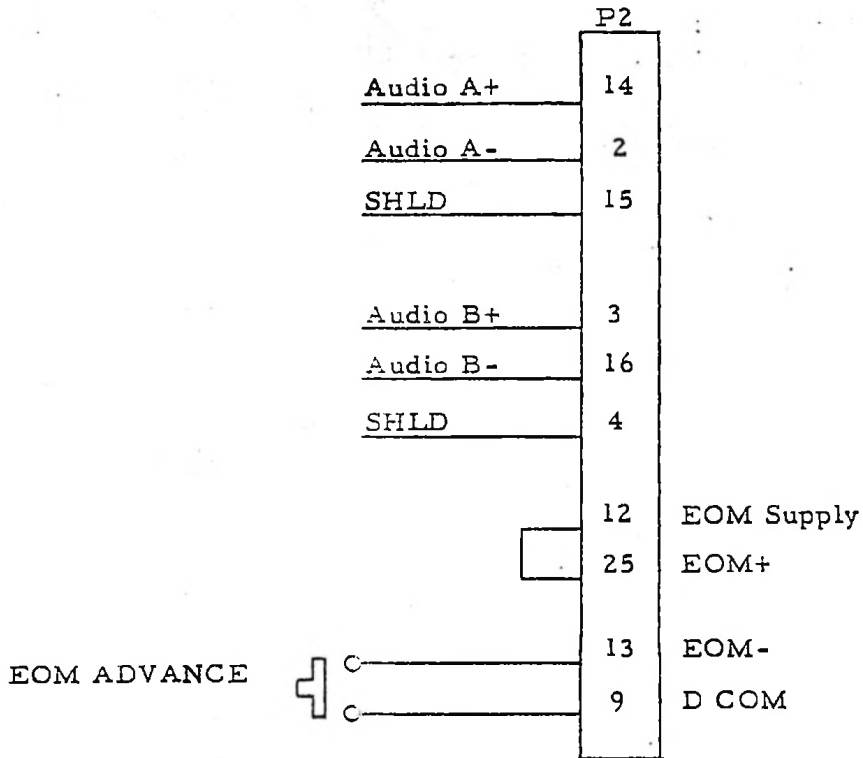 P2
Audio A+ 14
Audio A- 2
SHLD 15
Audio B+ 3
Audio B- 16
SHLD 4
12 EOM Supply
25 EOM+
13 EOM-
EOM ADVANCE
9 D COM